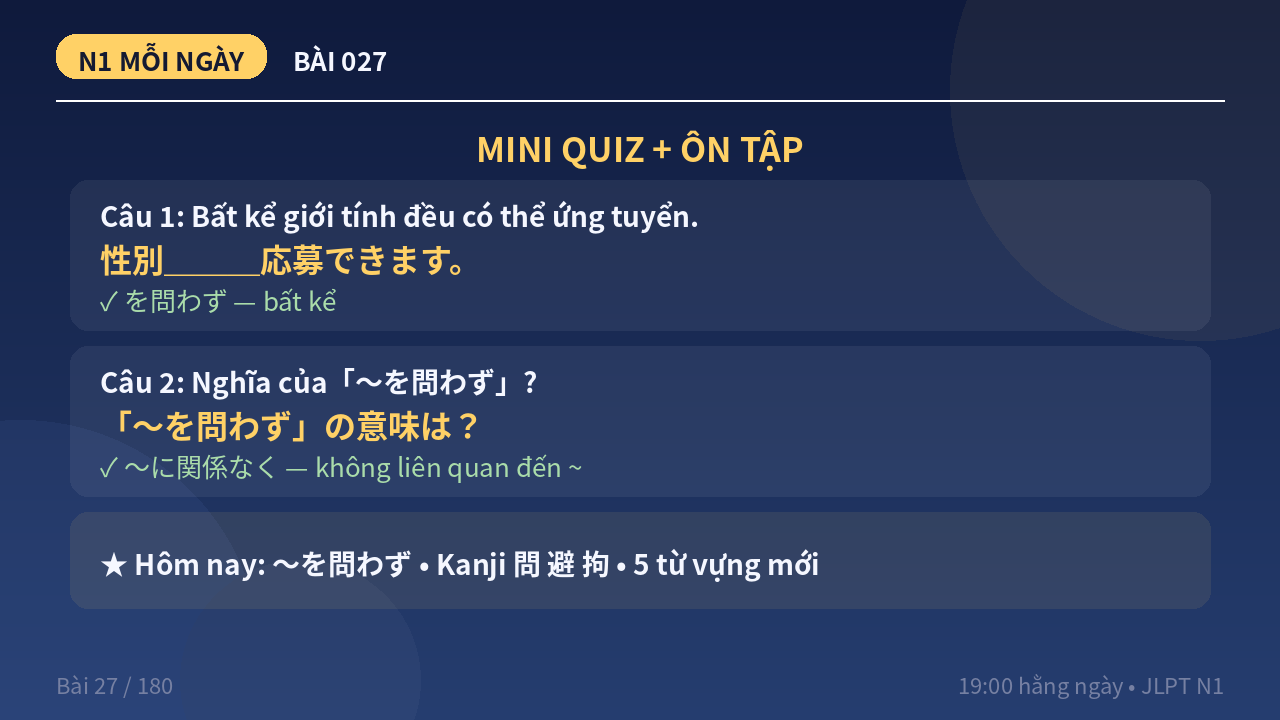 N1 MỖI NGÀY
BÀI 027
MINI QUIZ + ÔN TẬP
Câu 1: Bất kể giới tính đều có thể ứng tuyển.
性別______応募できます。
✓ を問わず — bất kể
Câu 2: Nghĩa của「〜を問わず」?
「〜を問わず」の意味は？
✓ 〜に関係なく — không liên quan đến ~
★ Hôm nay: 〜を問わず • Kanji 問 避 拘 • 5 từ vựng mới
Bài 27 / 180
19:00 hằng ngày • JLPT N1